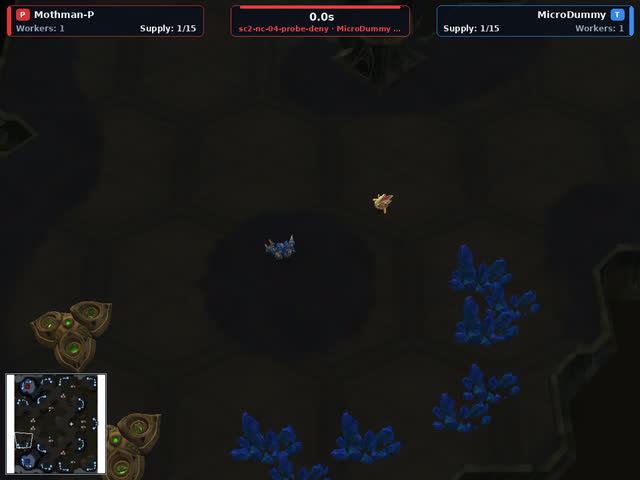 P Mothman-P
Workers: 1 Supply: 1/15
0.0s
sc2-nc-04-probe-deny · MicroDummy ...
MicroDummy T
Supply: 1/15 Workers: 1